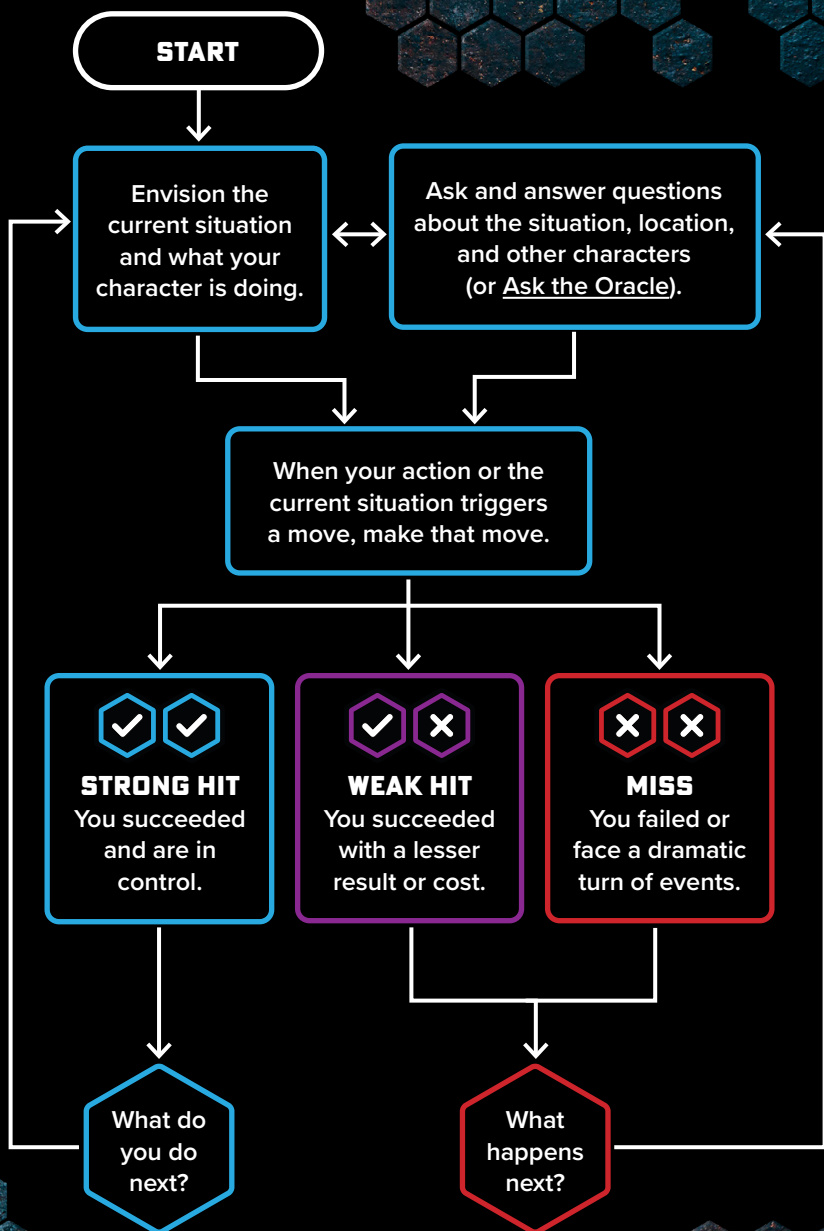 START
Envision the
current situation
and what your
character is doing.
Ask and answer questions
about the situation, location,
and other characters
(or Ask the Oracle).
When your action or the
current situation triggers
a move, make that move.
STRONG HIT
You succeeded
and are in
control.
WEAK HIT
You succeeded
with a lesser
result or cost.
MISS
You failed or
face a dramatic
turn of events.
What do
you do
next?
What
happens
next?